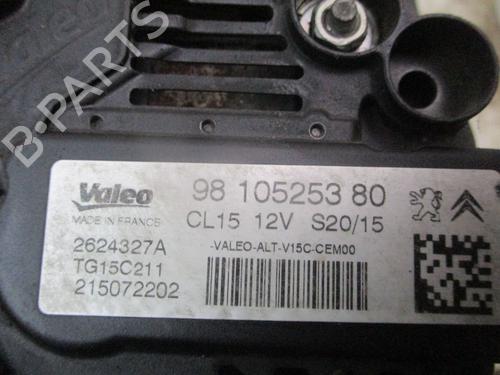 B-PARTS
Valeo
MADE IN FRANCE
98 105253 80
CL15 12V S20/15
2624327A
TG15C211
215072202
-VALEO-ALT-V15C-CEM00